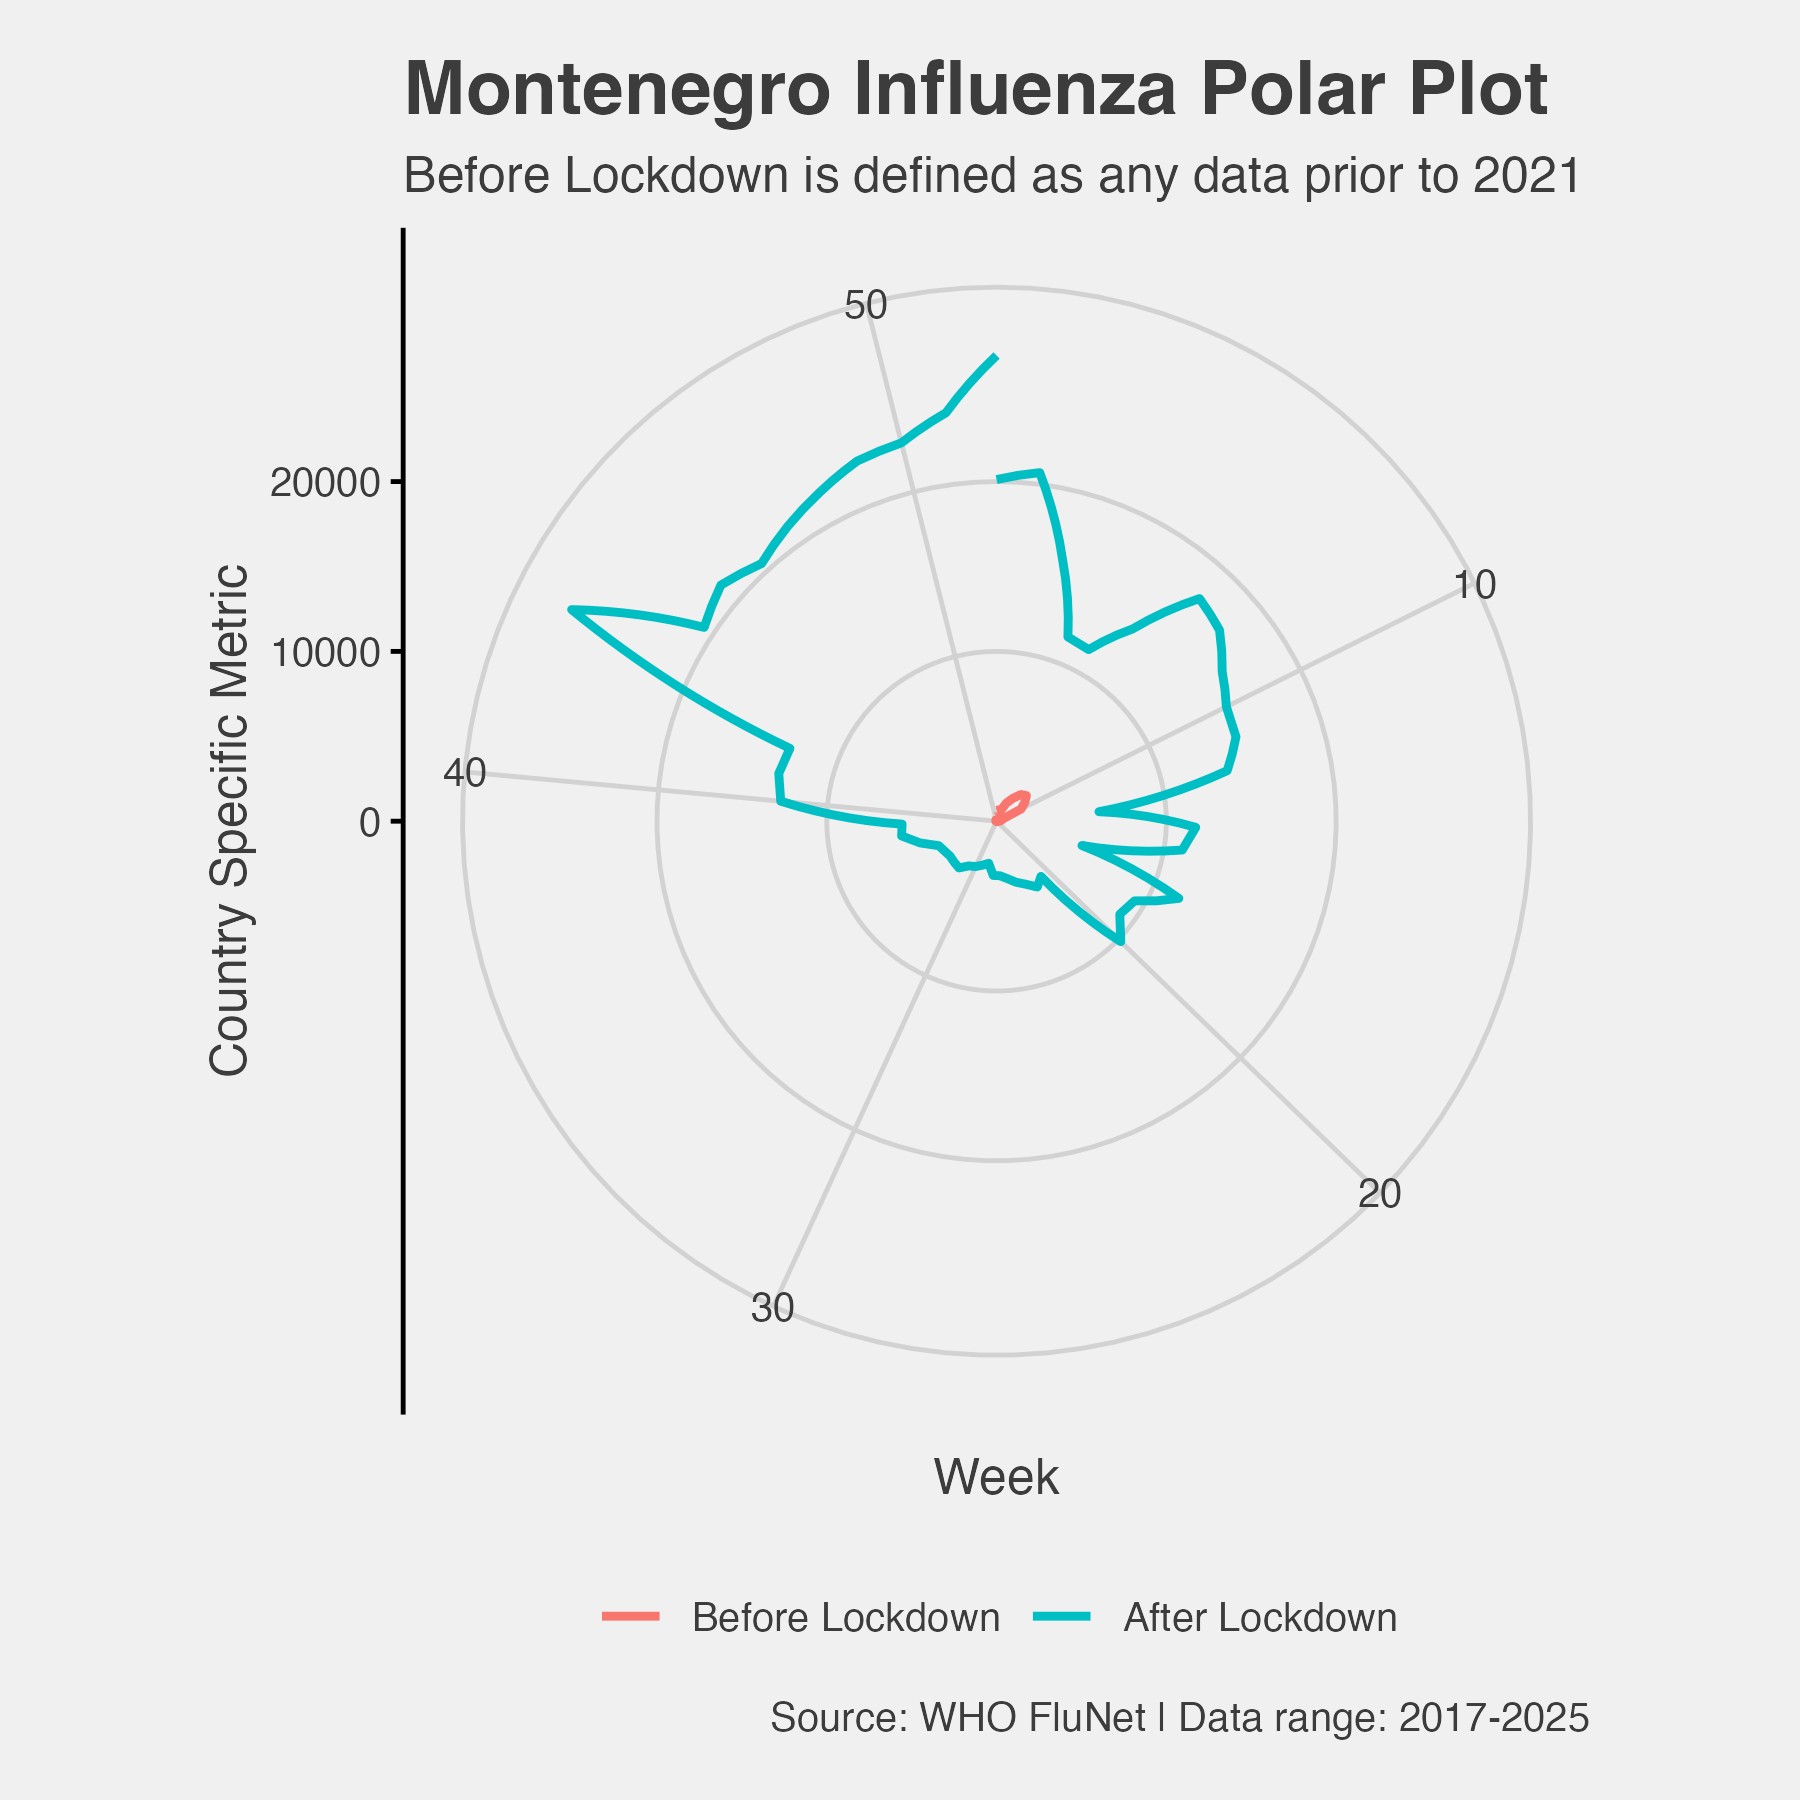 Montenegro Influenza Polar Plot
Before Lockdown is defined as any data prior to 2021
50
10
20
30
40
20000
10000
0
Country Specific Metric
Week
Before Lockdown
After Lockdown
Source: WHO FluNet | Data range: 2017-2025